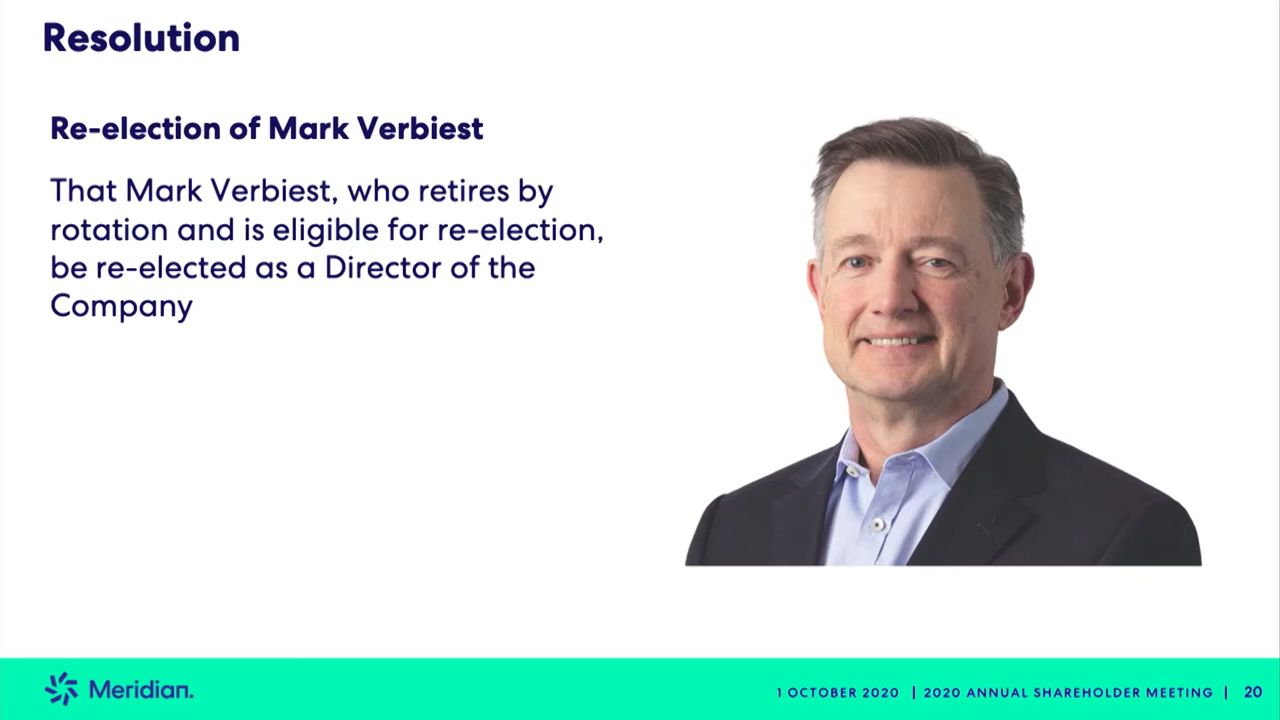 Resolution
Re-election of Mark Verbiest
That Mark Verbiest, who retires by
rotation and is eligible for re-election,
be re-elected as a Director of the
Company
Meridian.
1 OCTOBER 2020 | 2020 ANNUAL SHAREHOLDER MEETING | 20